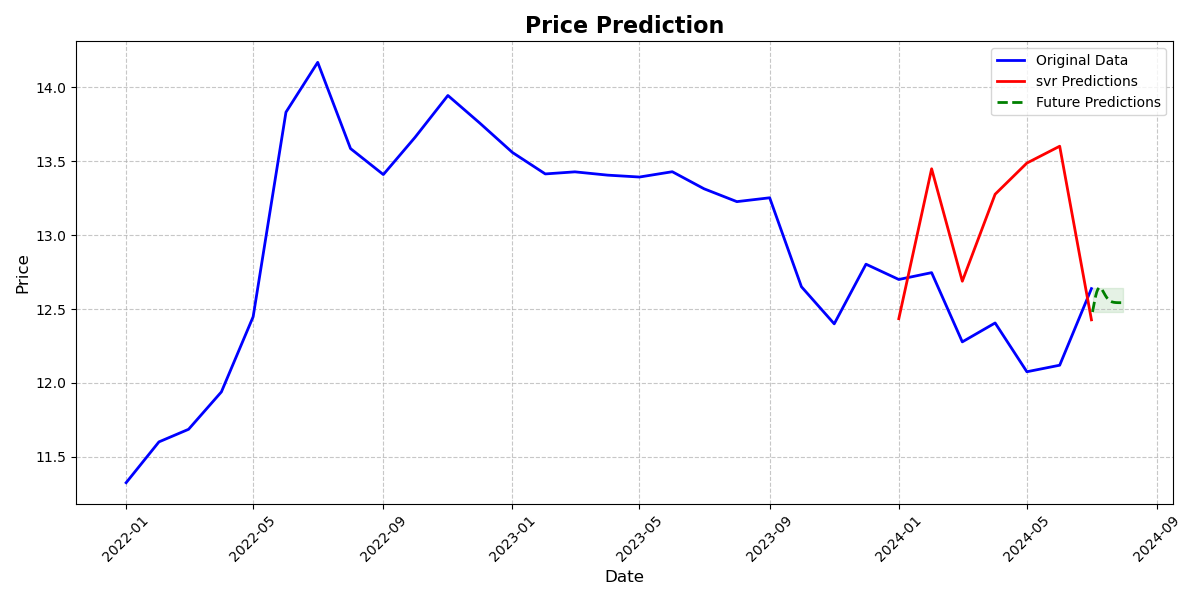 Price Prediction
Original Data
svr Predictions
Future Predictions
Price
14.0
13.5
13.0
12.5
12.0
11.5
2022-01
2022-05
2022-09
2023-01
2023-05
2023-09
2024-01
2024-05
2024-09
Date